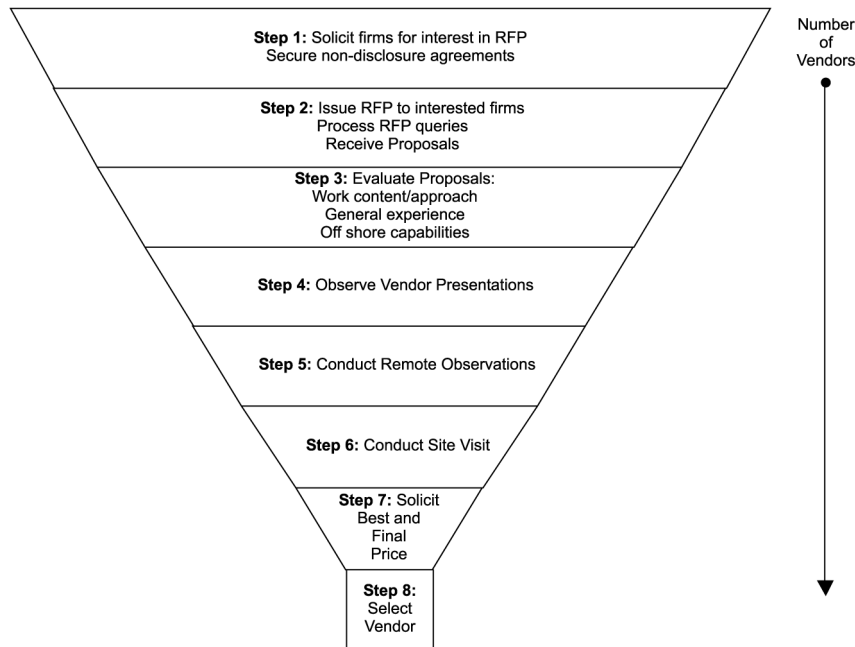 Step 1: Solicit firms for interest in RFP
Secure non-disclosure agreements
Number
of
Vendors
Step 2: Issue RFP to interested firms
Process RFP queries
Receive Proposals
Step 3: Evaluate Proposals:
Work content/approach
General experience
Off shore capabilities
Step 4: Observe Vendor Presentations
Step 5: Conduct Remote Observations
Step 6: Conduct Site Visit
Step 7: Solicit
Best and
Final
Price
Step 8:
Select
Vendor